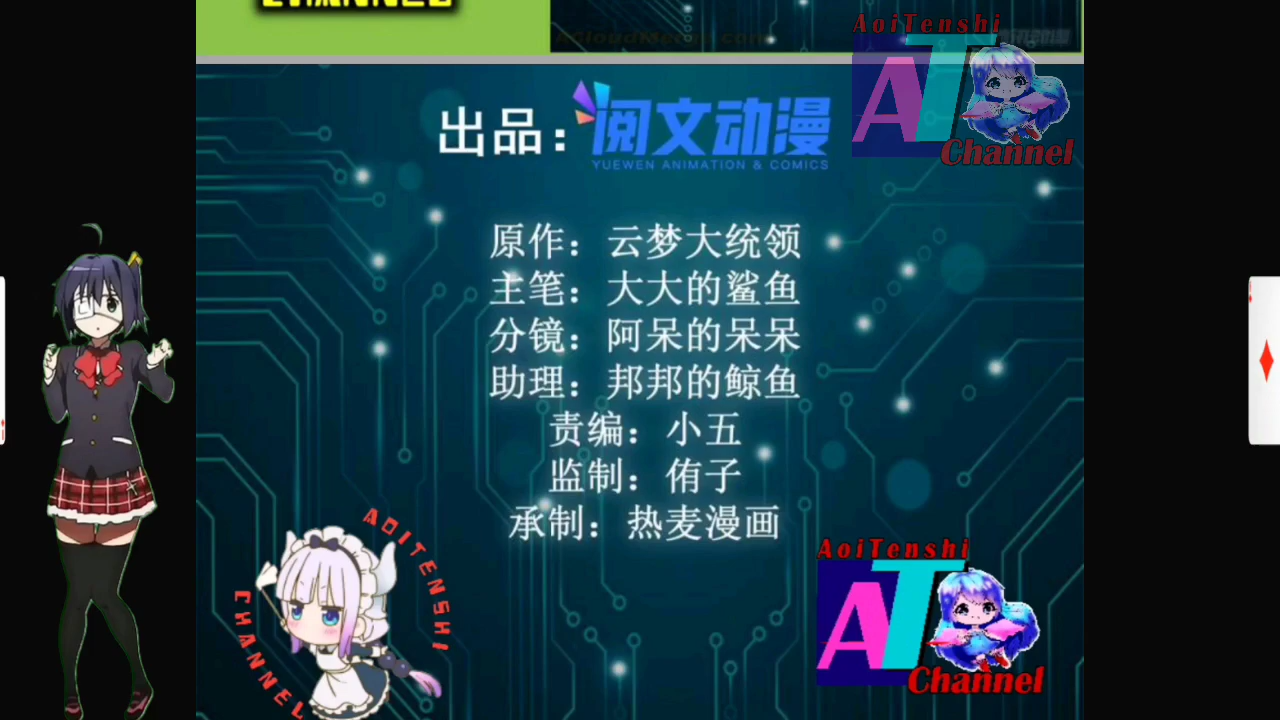 CHANNEL
AoiTenshi
AT
Channel
出品：阅文动漫
YUEWEN ANIMATION & COMICS
原作：云梦大统领
主笔：大大的鲨鱼
分镜：阿呆的呆呆
助理：邦邦的鲸鱼
责编：小五
监制：侑子
承制：热麦漫画
AOITENSHI
CHANNEL
AoiTenshi
AT
Channel